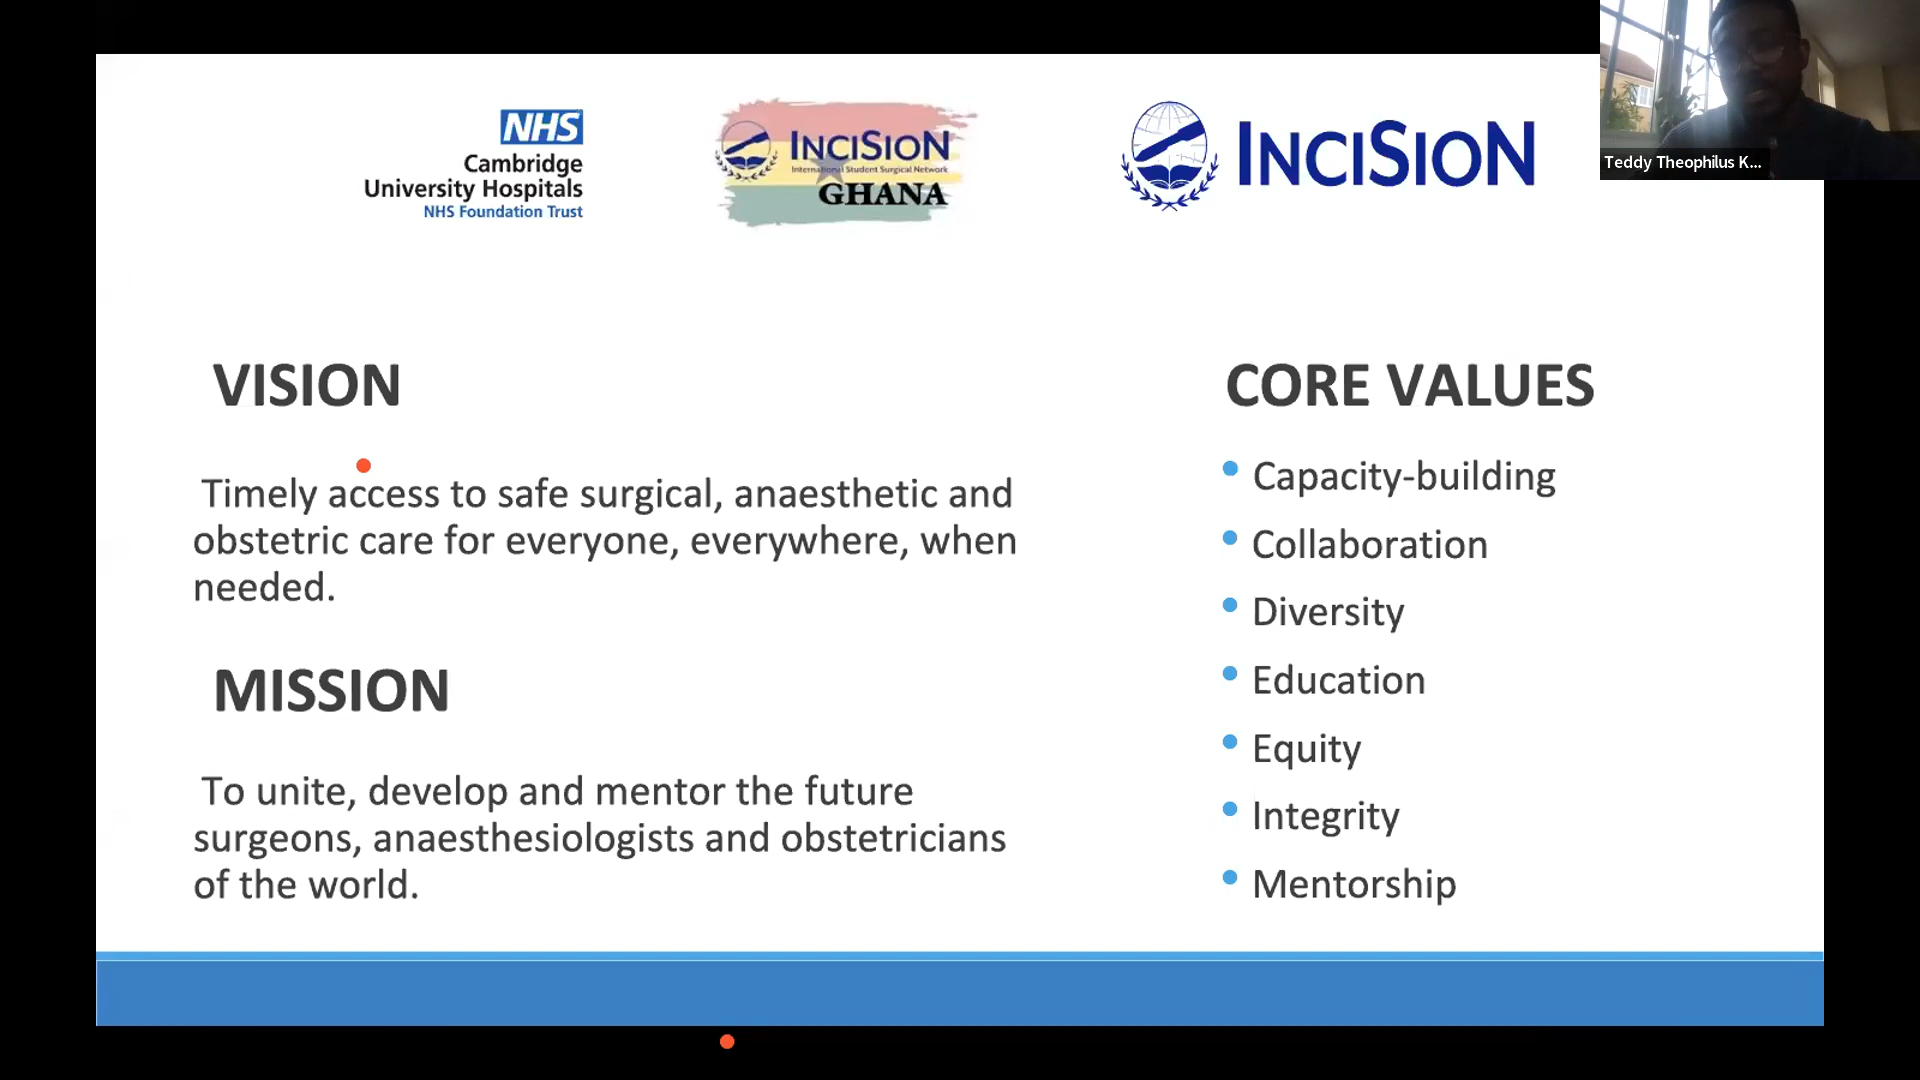 NHS
Cambridge
University Hospitals
NHS Foundation Trust
INCISION
International Student Surgical Network
GHANA
INCISION
Teddy Theophilus K...
VISION
Timely access to safe surgical, anaesthetic and
obstetric care for everyone, everywhere, when
needed.
MISSION
To unite, develop and mentor the future
surgeons, anaesthesiologists and obstetricians
of the world.
CORE VALUES
Capacity-building
Collaboration
Diversity
Education
Equity
Integrity
Mentorship